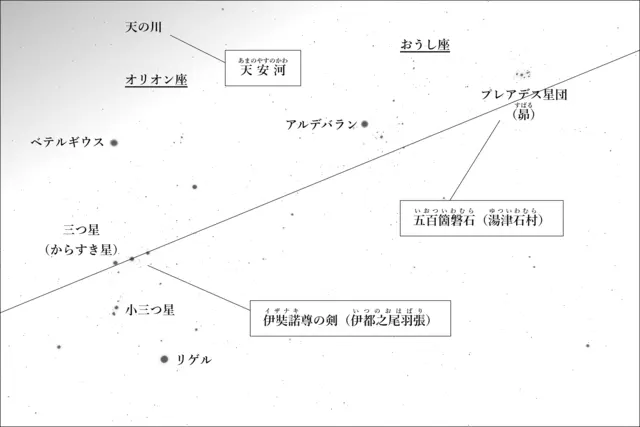 天の川
あまのやすのかわ
天安河
おうし座
オリオン座
プレアデス星団
すばる
（昴）
アルデバラン
ベテルギウス
いおついわむら ゆついわむら
五百箇磐石（湯津石村）
三つ星
（からすき星）
小三つ星
イザナキ いつのおはばり
伊奘諾尊の剣（伊都之尾羽張）
リゲル